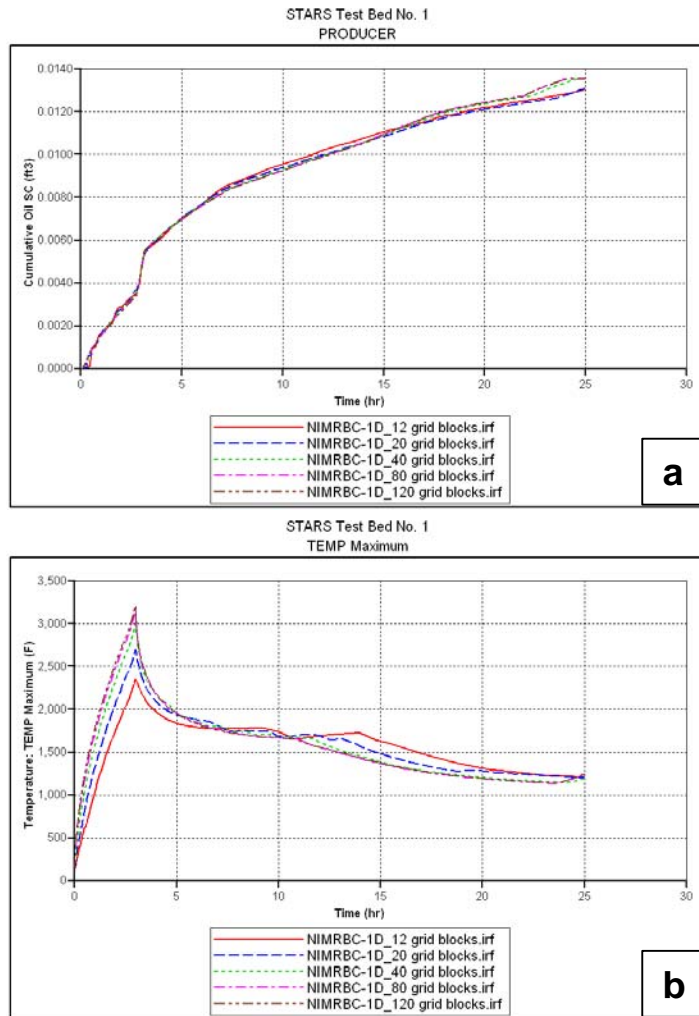 STARS Test Bed No. 1
PRODUCER
0.0140
0.0120
0.0100
0.0080
0.0060
0.0040
0.0020
0.0000
Cumulative Oil SC (ft3)
0 5 10 15 20 25 30
Time (hr)
NIMRBC-1D_12 grid blocks.irf
NIMRBC-1D_20 grid blocks.irf
NIMRBC-1D_40 grid blocks.irf
NIMRBC-1D_80 grid blocks.irf
NIMRBC-1D_120 grid blocks.irf
a
STARS Test Bed No. 1
TEMP Maximum
3,500
3,000
2,500
2,000
1,500
1,000
500
0
Temperature: TEMP Maximum (F)
0 5 10 15 20 25 30
Time (hr)
NIMRBC-1D_12 grid blocks.irf
NIMRBC-1D_20 grid blocks.irf
NIMRBC-1D_40 grid blocks.irf
NIMRBC-1D_80 grid blocks.irf
NIMRBC-1D_120 grid blocks.irf
b